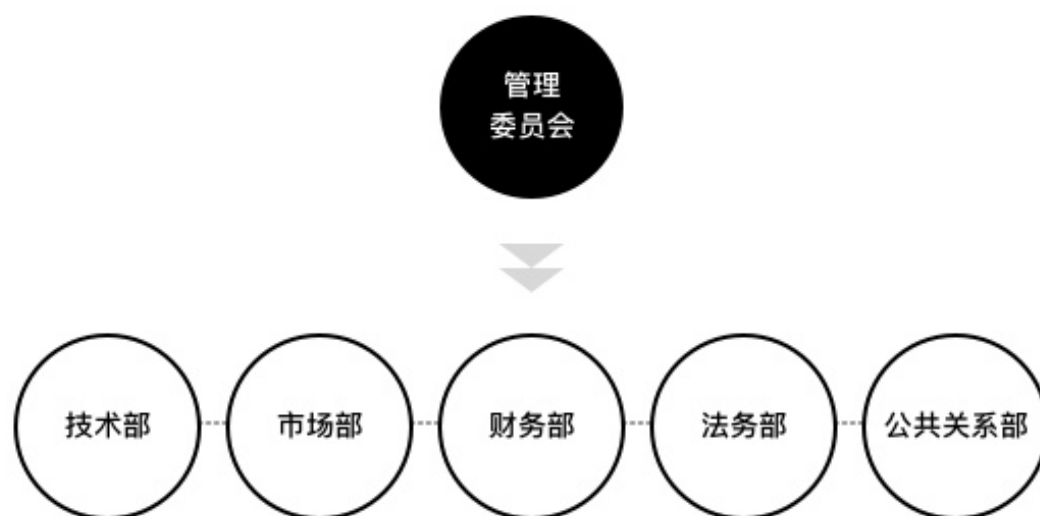 管理
委员会
技术部
市场部
财务部
法务部
公共关系部